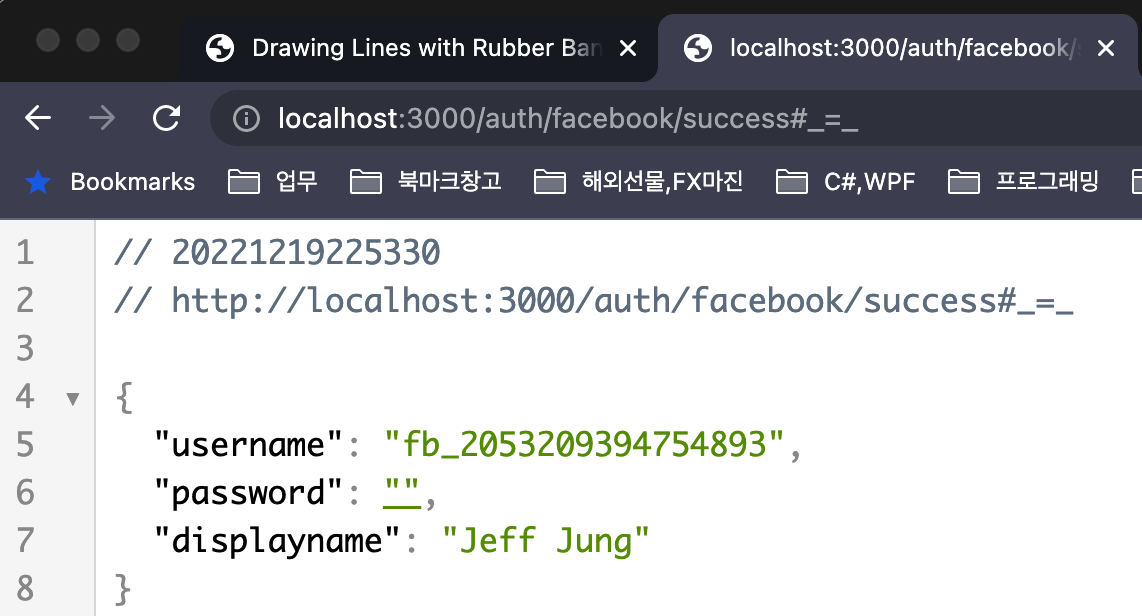 Drawing Lines with Rubber Ban
localhost:3000/auth/facebook/
localhost:3000/auth/facebook/success#_=_
Bookmarks 업무 북마크창고 해외선물,FX마진 C#,WPF 프로그래밍
1 // 20221219225330
2 // http://localhost:3000/auth/facebook/success#_=_
3
4 {
5 "username": "fb_2053209394754893",
6 "password": "",
7 "displayname": "Jeff Jung"
8 }